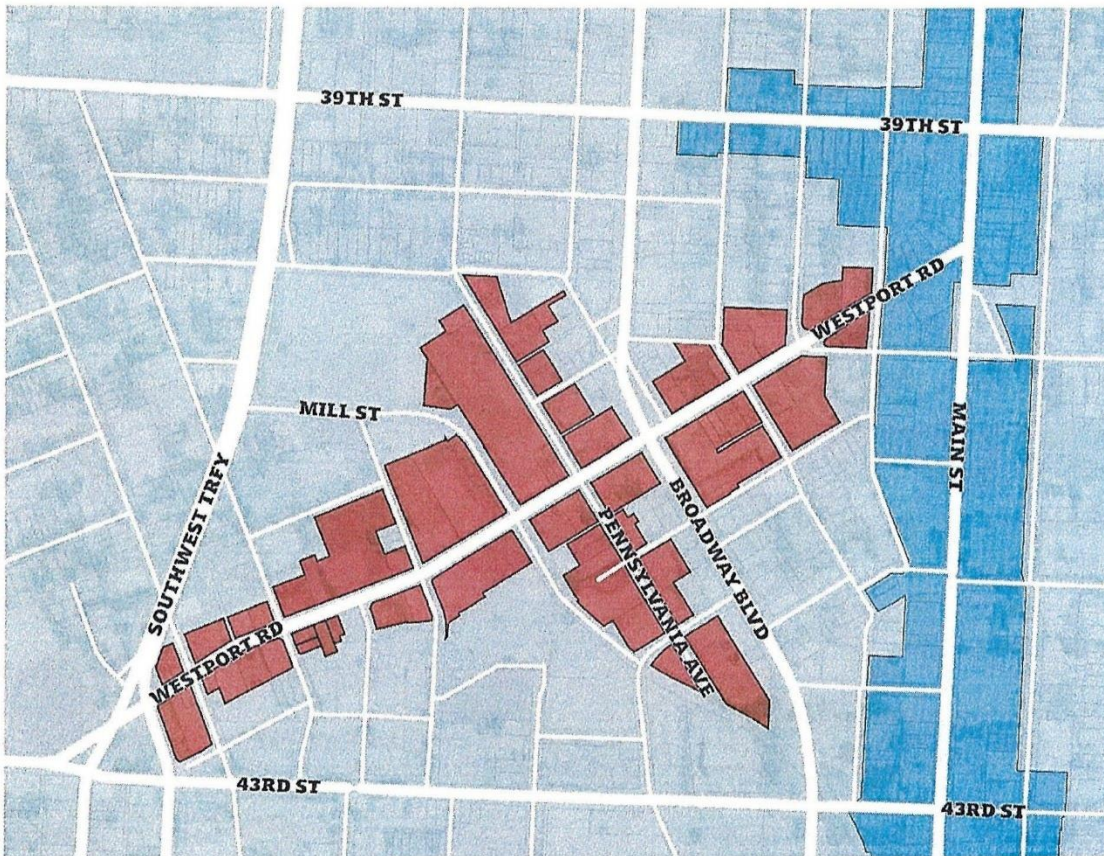 39TH ST
39TH ST
WESTPORT RD
MILL ST
MAIN ST
SOUTHWEST TRFY
BROADWAY BLVD
PENNSYLVANIA AVE
WESTPORT RD
43RD ST
43RD ST